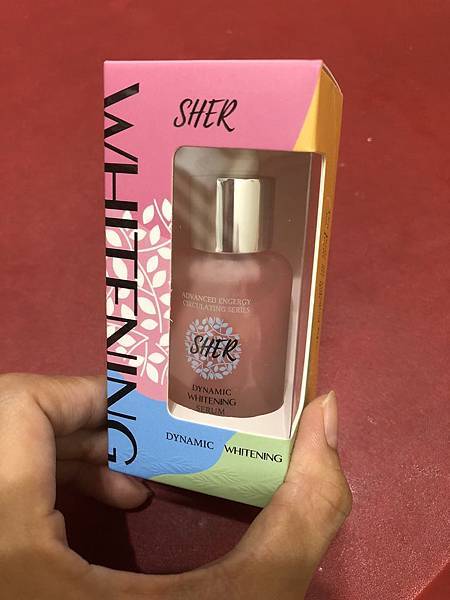 SHER
WHITENING
ADVANCED ENGERGY
CIRCULATING SERIES
SHER
DYNAMIC
WHITENING
SERUM
DYNAMIC WHITENING